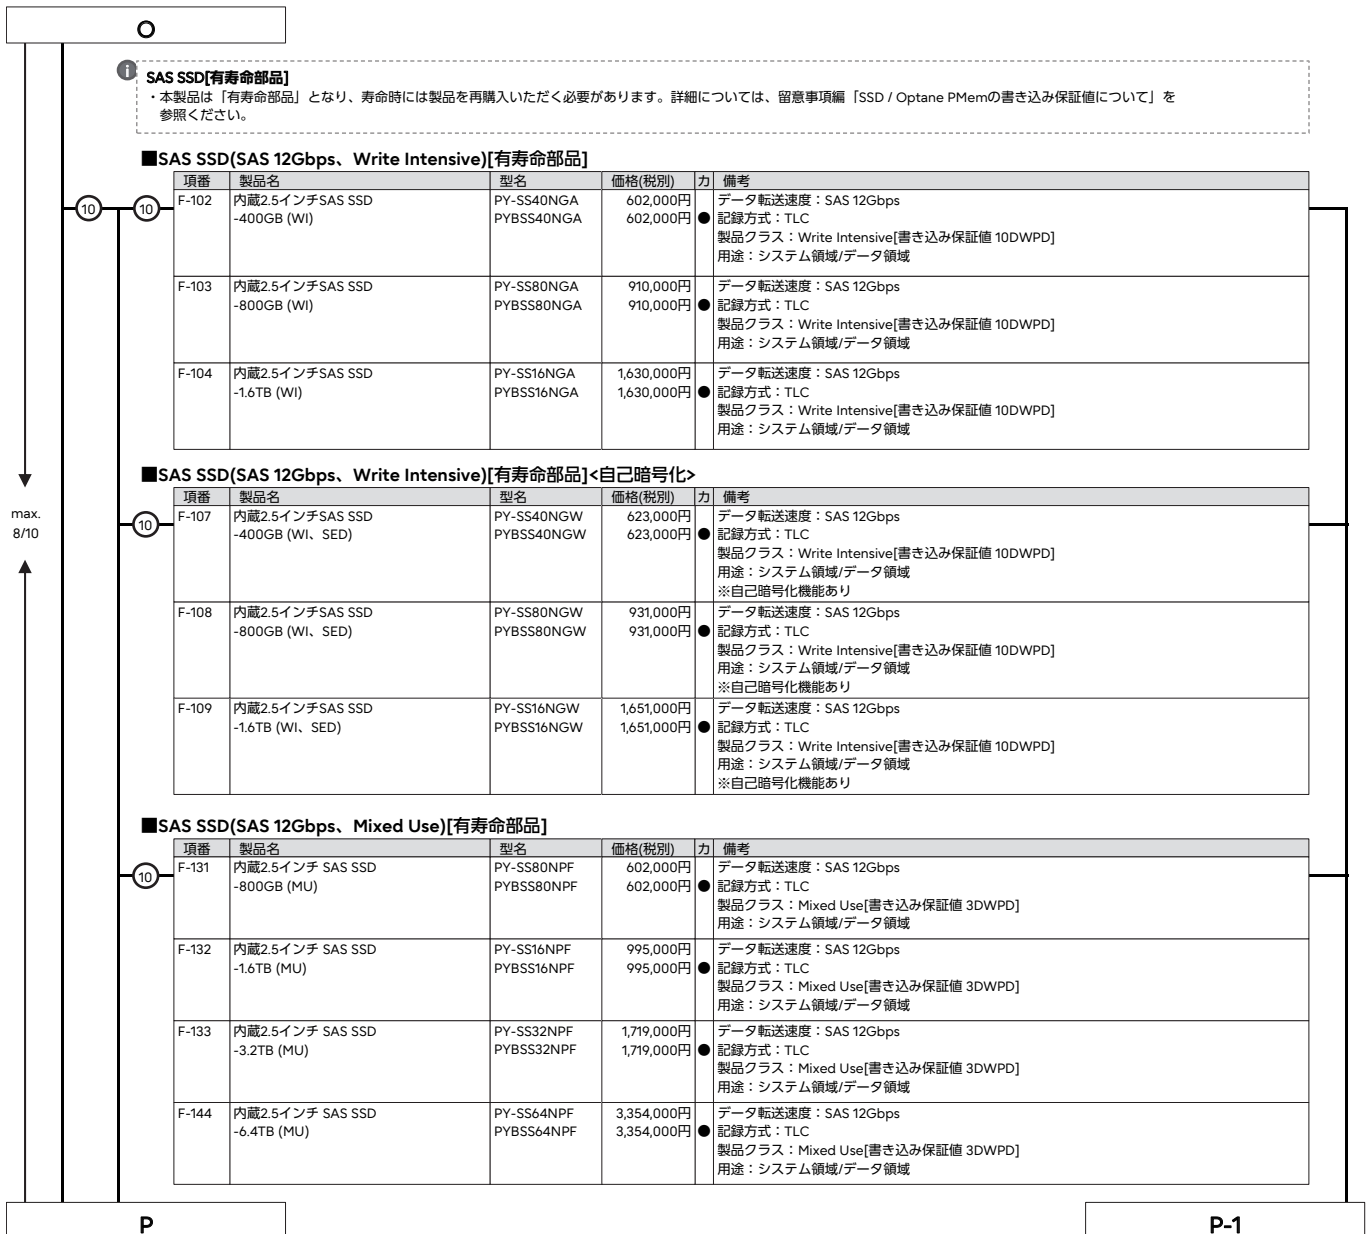 O
i
SAS SSD[有寿命部品]
・本製品は「有寿命部品」となり、寿命時には製品を再購入いただく必要があります。詳細については、留意事項編「SSD / Optane PMemの書き込み保証値について」を
参照ください。
■SAS SSD(SAS 12Gbps、Write Intensive)[有寿命部品]
項番 製品名 型名 価格(税別) カ 備考
10 10 F-102 内蔵2.5インチSAS SSD PY-SS40NGA 602,000円 データ転送速度：SAS 12Gbps
-400GB (WI) PYBSS40NGA 602,000円 ● 記録方式：TLC
製品クラス：Write Intensive[書き込み保証値 10DWPD]
用途：システム領域/データ領域
F-103 内蔵2.5インチSAS SSD PY-SS80NGA 910,000円 データ転送速度：SAS 12Gbps
-800GB (WI) PYBSS80NGA 910,000円 ● 記録方式：TLC
製品クラス：Write Intensive[書き込み保証値 10DWPD]
用途：システム領域/データ領域
F-104 内蔵2.5インチSAS SSD PY-SS16NGA 1,630,000円 データ転送速度：SAS 12Gbps
-1.6TB (WI) PYBSS16NGA 1,630,000円 ● 記録方式：TLC
製品クラス：Write Intensive[書き込み保証値 10DWPD]
用途：システム領域/データ領域
■SAS SSD(SAS 12Gbps、Write Intensive)[有寿命部品]<自己暗号化>
項番 製品名 型名 価格(税別) カ 備考
max.
8/10
10 F-107 内蔵2.5インチSAS SSD PY-SS40NGW 623,000円 データ転送速度：SAS 12Gbps
-400GB (WI、SED) PYBSS40NGW 623,000円 ● 記録方式：TLC
製品クラス：Write Intensive[書き込み保証値 10DWPD]
用途：システム領域/データ領域
※自己暗号化機能あり
F-108 内蔵2.5インチSAS SSD PY-SS80NGW 931,000円 データ転送速度：SAS 12Gbps
-800GB (WI、SED) PYBSS80NGW 931,000円 ● 記録方式：TLC
製品クラス：Write Intensive[書き込み保証値 10DWPD]
用途：システム領域/データ領域
※自己暗号化機能あり
F-109 内蔵2.5インチSAS SSD PY-SS16NGW 1,651,000円 データ転送速度：SAS 12Gbps
-1.6TB (WI、SED) PYBSS16NGW 1,651,000円 ● 記録方式：TLC
製品クラス：Write Intensive[書き込み保証値 10DWPD]
用途：システム領域/データ領域
※自己暗号化機能あり
■SAS SSD(SAS 12Gbps、Mixed Use)[有寿命部品]
項番 製品名 型名 価格(税別) カ 備考
10 F-131 内蔵2.5インチ SAS SSD PY-SS80NPF 602,000円 データ転送速度：SAS 12Gbps
-800GB (MU) PYBSS80NPF 602,000円 ● 記録方式：TLC
製品クラス：Mixed Use[書き込み保証値 3DWPD]
用途：システム領域/データ領域
F-132 内蔵2.5インチ SAS SSD PY-SS16NPF 995,000円 データ転送速度：SAS 12Gbps
-1.6TB (MU) PYBSS16NPF 995,000円 ● 記録方式：TLC
製品クラス：Mixed Use[書き込み保証値 3DWPD]
用途：システム領域/データ領域
F-133 内蔵2.5インチ SAS SSD PY-SS32NPF 1,719,000円 データ転送速度：SAS 12Gbps
-3.2TB (MU) PYBSS32NPF 1,719,000円 ● 記録方式：TLC
製品クラス：Mixed Use[書き込み保証値 3DWPD]
用途：システム領域/データ領域
F-144 内蔵2.5インチ SAS SSD PY-SS64NPF 3,354,000円 データ転送速度：SAS 12Gbps
-6.4TB (MU) PYBSS64NPF 3,354,000円 ● 記録方式：TLC
製品クラス：Mixed Use[書き込み保証値 3DWPD]
用途：システム領域/データ領域
P P-1